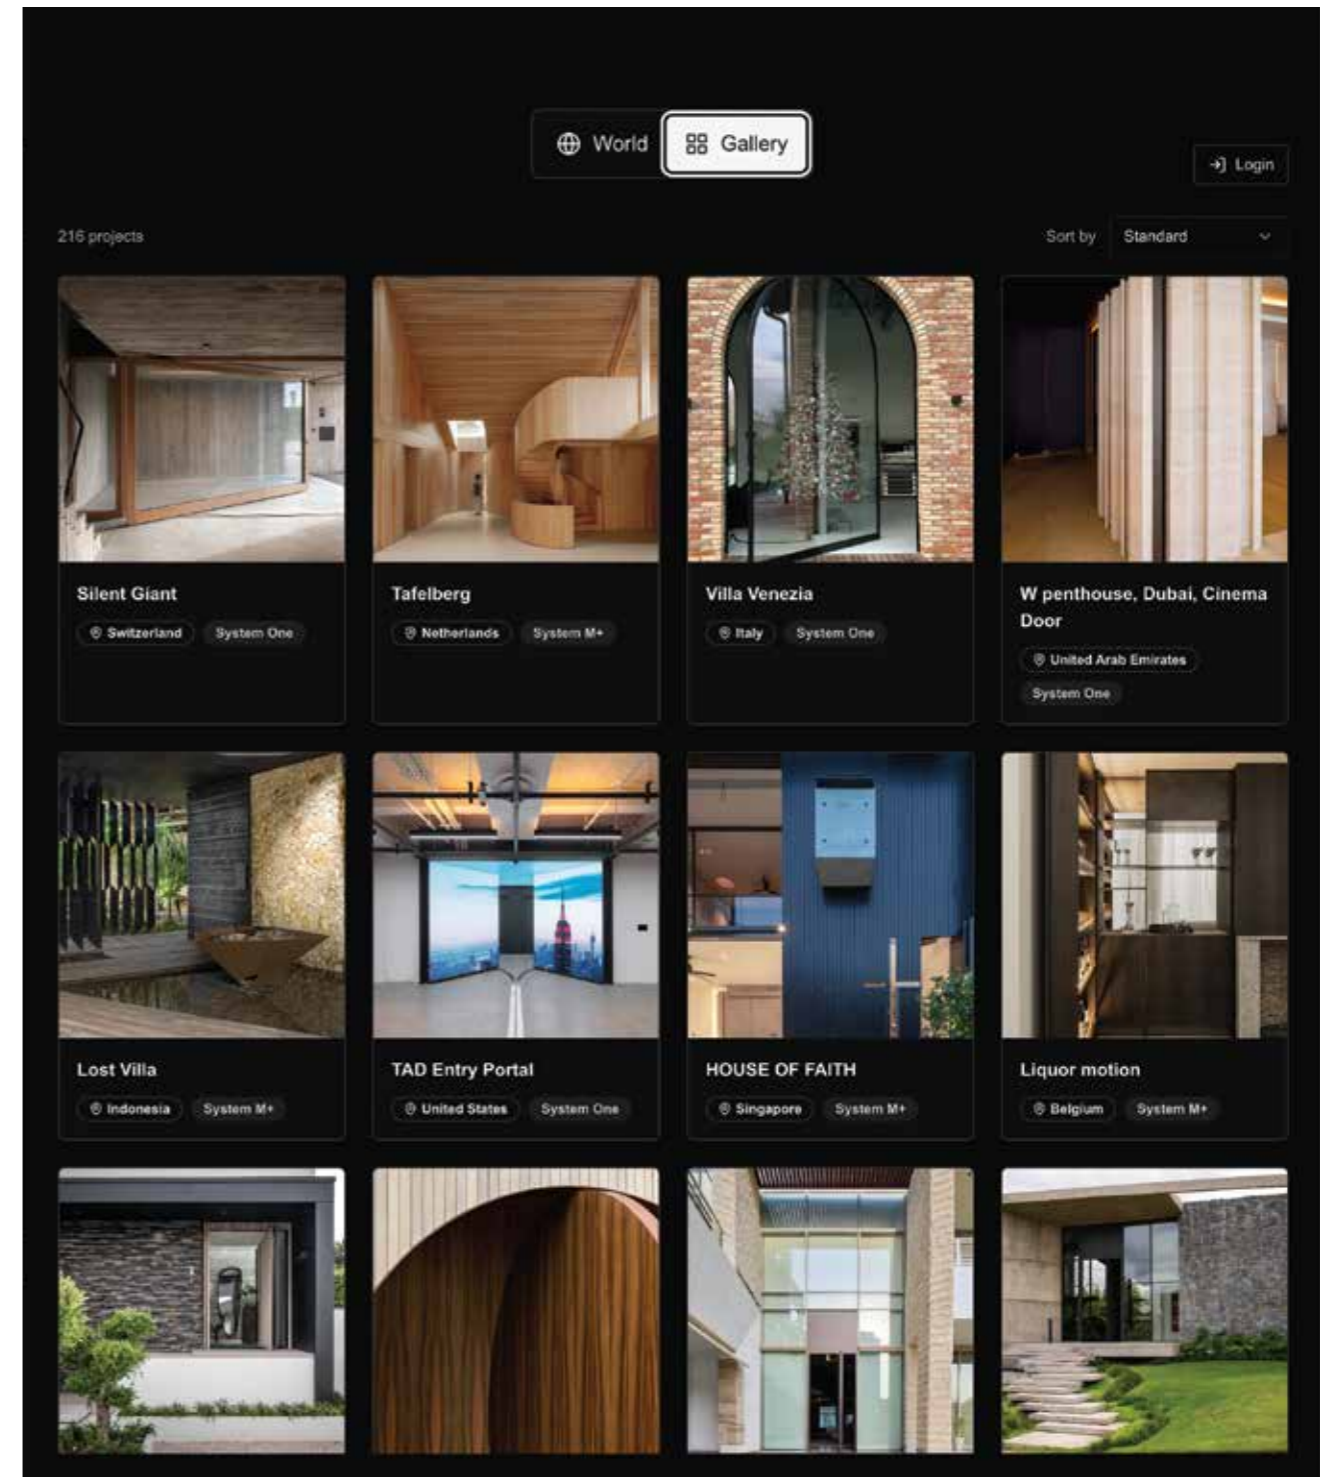 World
Gallery
Login
216 projects
Sort by
Standard
Silent Giant
Switzerland
System One
Tafelberg
Netherlands
System M+
Villa Venezia
Italy
System One
W penthouse, Dubai, Cinema
Door
United Arab Emirates
System One
Lost Villa
Indonesia
System M+
TAD Entry Portal
United States
System One
HOUSE OF FAITH
Singapore
System M+
Liquor motion
Belgium
System M+